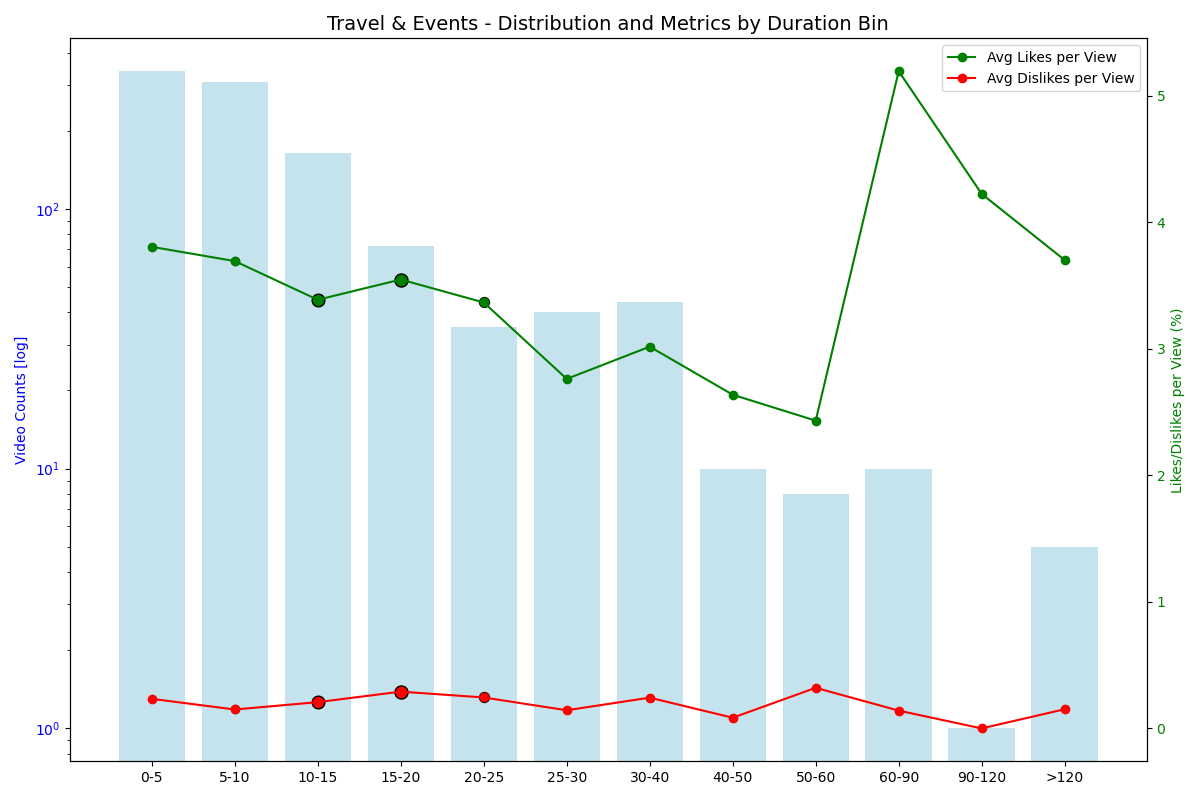 Travel & Events - Distribution and Metrics by Duration Bin
Avg Likes per View
Avg Dislikes per View
Video Counts [log]
10²
10¹
10⁰
5
4
3
2
1
0
Likes/Dislikes per View (%)
0-5 5-10 10-15 15-20 20-25 25-30 30-40 40-50 50-60 60-90 90-120 >120